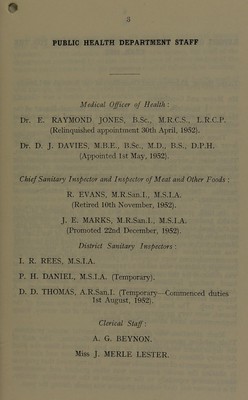 3
PUBLIC HEALTH DEPARTMENT STAFF
Medical Officer of Health :
Dr. E. RAYMOND JONES, B.Sc., M.R.C.S., L.R.C.P.
(Relinquished appointment 30th April, 1952).
Dr. D. J. DAVIES, M.B.E., B.Sc., M.D., B.S., D.P.H.
(Appointed 1st May, 1952).
Chief Sanitary Inspector and Inspector of Meat and Other Foods :
R. EVANS, M.R.San.I., M.S.I.A.
(Retired 10th November, 1952).
J. E. MARKS, M.R.San.I., M.S.I.A.
(Promoted 22nd December, 1952).
District Sanitary Inspectors :
I. R. REES, M.S.I.A.
P. H. DANIEL, M.S.I.A. (Temporary).
D. D. THOMAS, A.R.San.I. (Temporary—Commenced duties
1st August, 1952).
Clerical Staff :
A. G. BEYNON.
Miss J. MERLE LESTER.